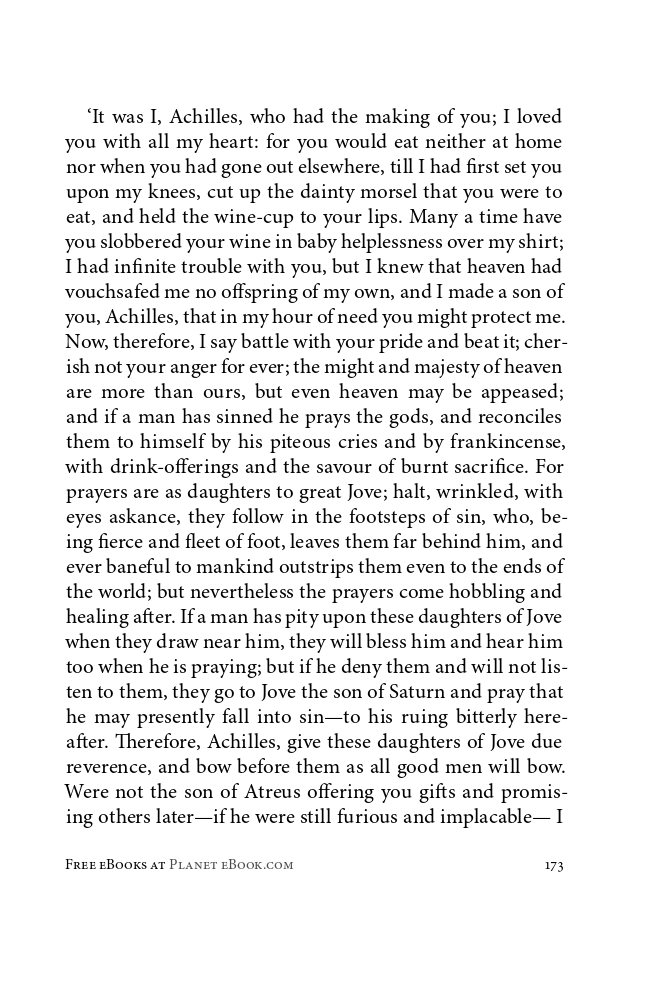 ‘It was I, Achilles, who had the making of you; I loved
you with all my heart: for you would eat neither at home
nor when you had gone out elsewhere, till I had first set you
upon my knees, cut up the dainty morsel that you were to
eat, and held the wine-cup to your lips. Many a time have
you slobbered your wine in baby helplessness over my shirt;
I had infinite trouble with you, but I knew that heaven had
vouchsafed me no offspring of my own, and I made a son of
you, Achilles, that in my hour of need you might protect me.
Now, therefore, I say battle with your pride and beat it; cher-
ish not your anger for ever; the might and majesty of heaven
are more than ours, but even heaven may be appeased;
and if a man has sinned he prays the gods, and reconciles
them to himself by his piteous cries and by frankincense,
with drink-offerings and the savour of burnt sacrifice. For
prayers are as daughters to great Jove; halt, wrinkled, with
eyes askance, they follow in the footsteps of sin, who, be-
ing fierce and fleet of foot, leaves them far behind him, and
ever baneful to mankind outstrips them even to the ends of
the world; but nevertheless the prayers come hobbling and
healing after. If a man has pity upon these daughters of Jove
when they draw near him, they will bless him and hear him
too when he is praying; but if he deny them and will not lis-
ten to them, they go to Jove the son of Saturn and pray that
he may presently fall into sin—to his ruing bitterly here-
after. Therefore, Achilles, give these daughters of Jove due
reverence, and bow before them as all good men will bow.
Were not the son of Atreus offering you gifts and promis-
ing others later—if he were still furious and implacable— I
Free eBooks at Planet eBook.com 173